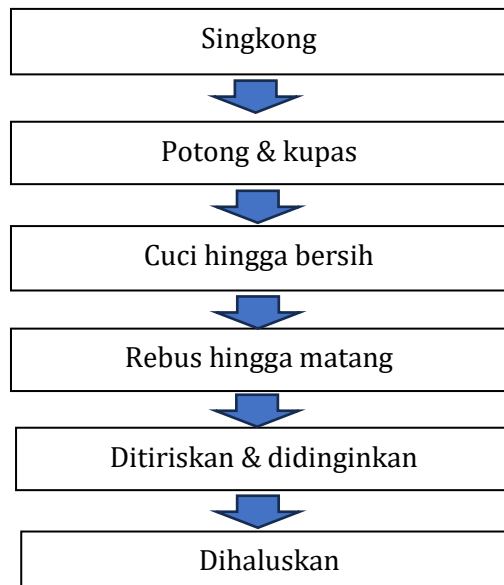 Singkong
Potong & kupas
Cuci hingga bersih
Rebus hingga matang
Ditiriskan & didinginkan
Dihaluskan